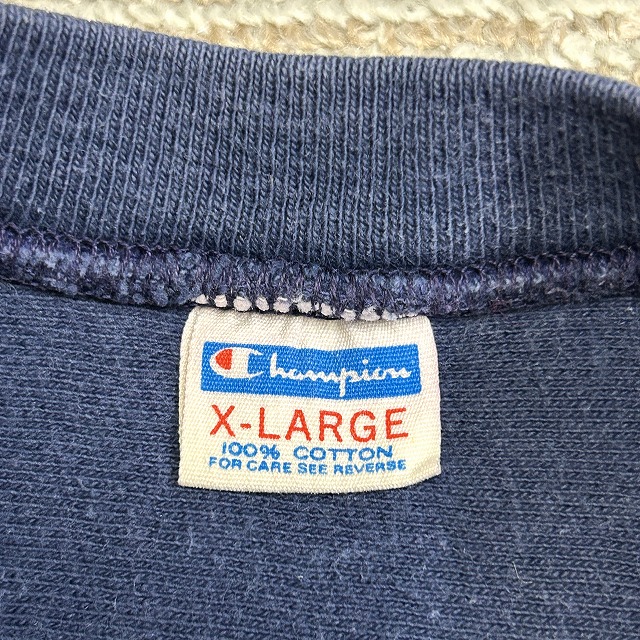 Champion
X-LARGE
100% COTTON
FOR CARE SEE REVERSE